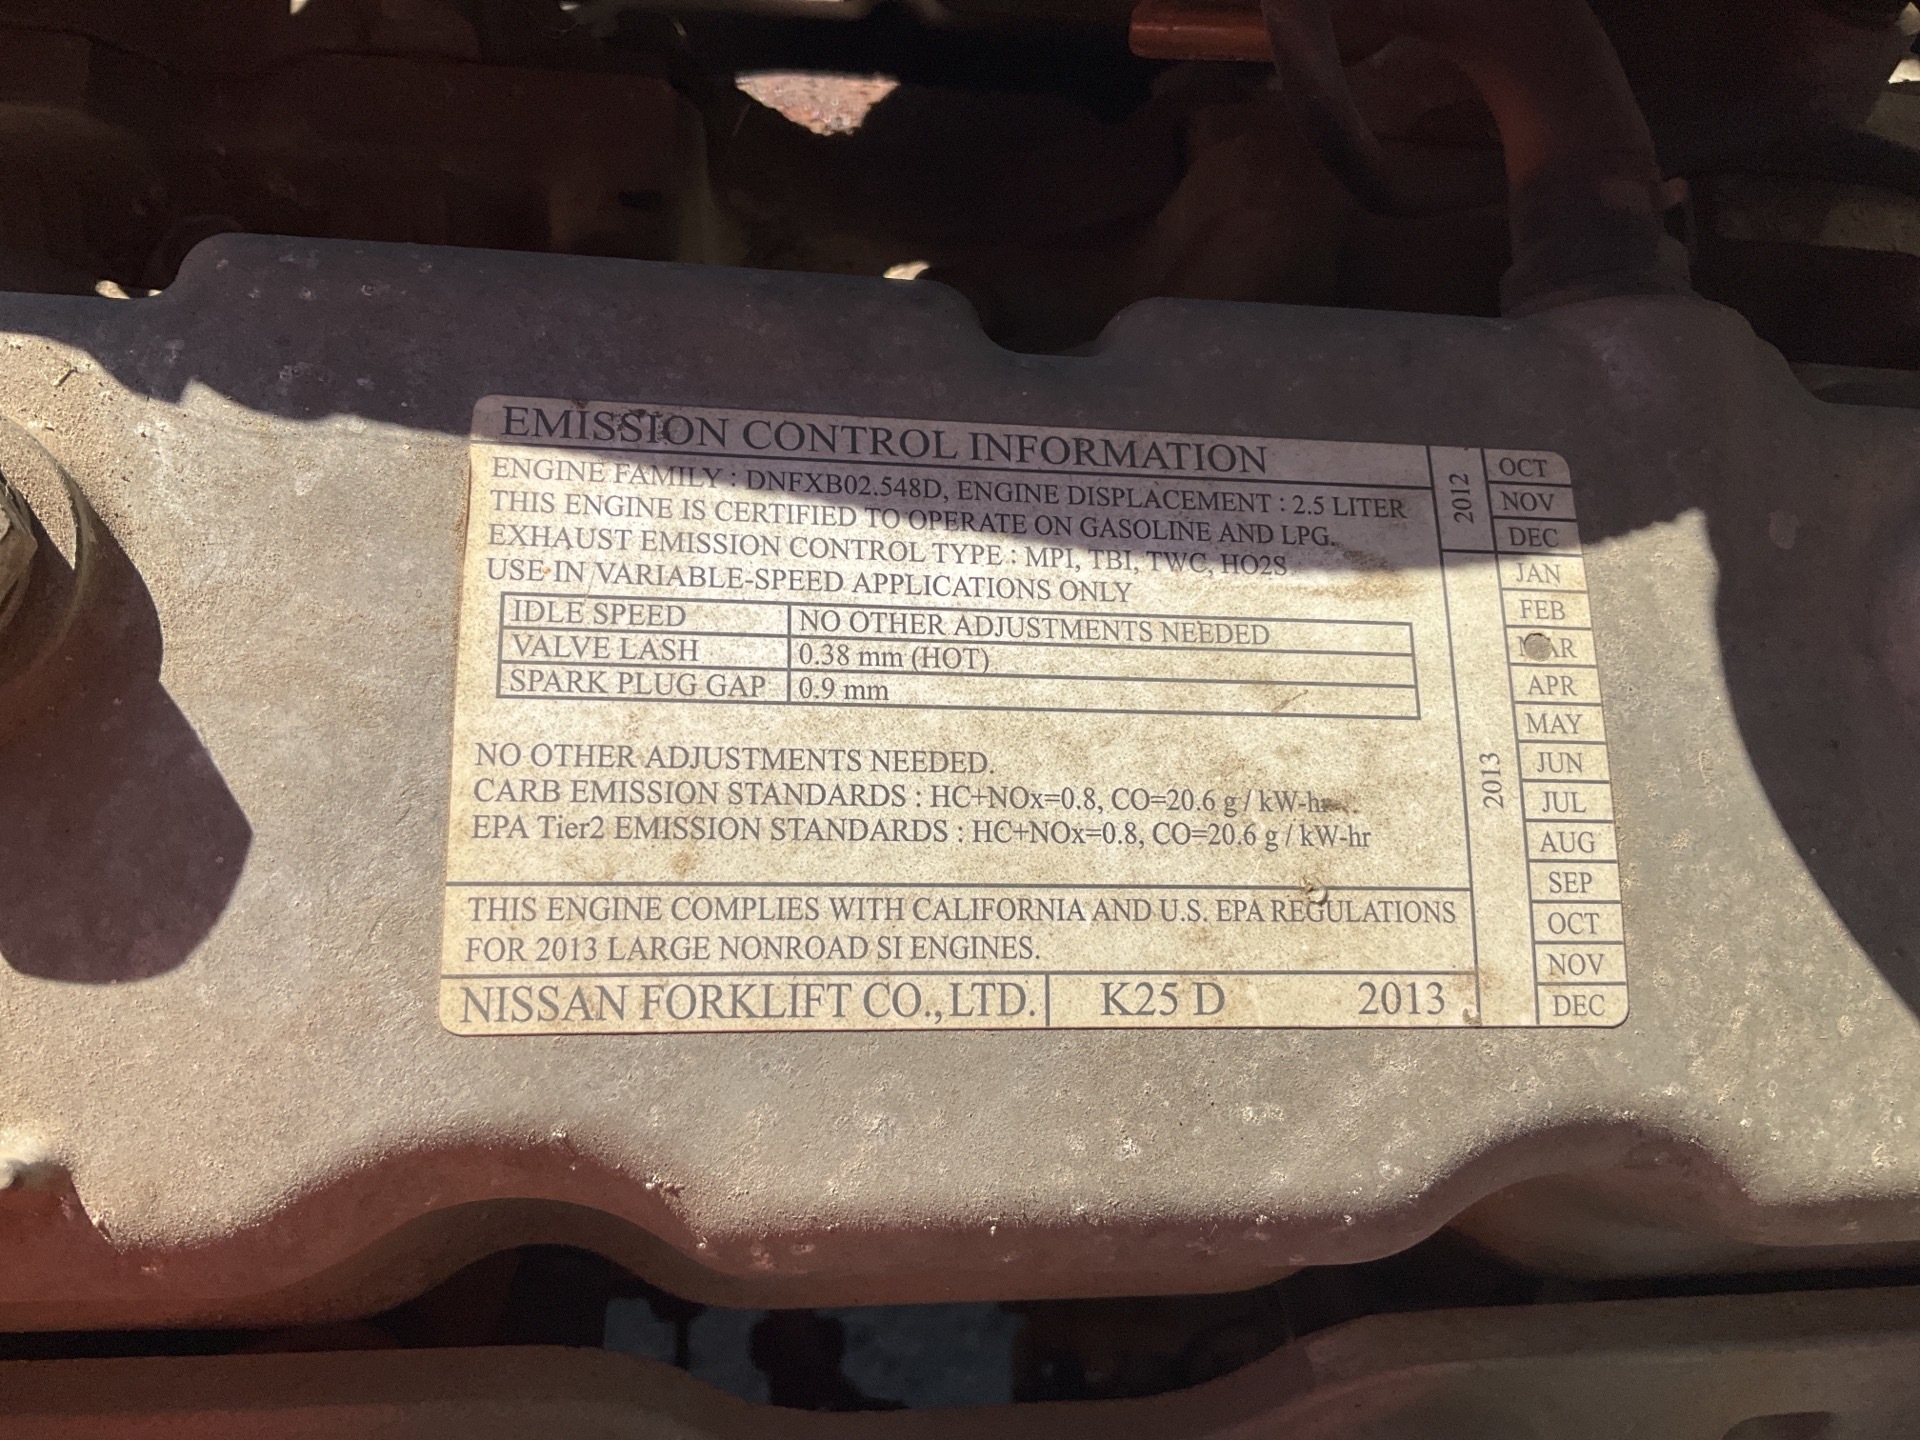 EMISSION CONTROL INFORMATION
ENGINE FAMILY : DNFXB02.548D, ENGINE DISPLACEMENT : 2.5 LITER
THIS ENGINE IS CERTIFIED TO OPERATE ON GASOLINE AND LPG.
EXHAUST EMISSION CONTROL TYPE : MPI, TBI, TWC, HO2S
USE IN VARIABLE-SPEED APPLICATIONS ONLY
IDLE SPEED NO OTHER ADJUSTMENTS NEEDED
VALVE LASH 0.38 mm (HOT)
SPARK PLUG GAP 0.9 mm
NO OTHER ADJUSTMENTS NEEDED.
CARB EMISSION STANDARDS : HC+NOx=0.8, CO=20.6 g / kW-hr
EPA Tier2 EMISSION STANDARDS : HC+NOx=0.8, CO=20.6 g / kW-hr
THIS ENGINE COMPLIES WITH CALIFORNIA AND U.S. EPA REGULATIONS
FOR 2013 LARGE NONROAD SI ENGINES.
NISSAN FORKLIFT CO., LTD. K25 D 2013
2012
OCT
NOV
DEC
2013
JAN
FEB
MAR
APR
MAY
JUN
JUL
AUG
SEP
OCT
NOV
DEC